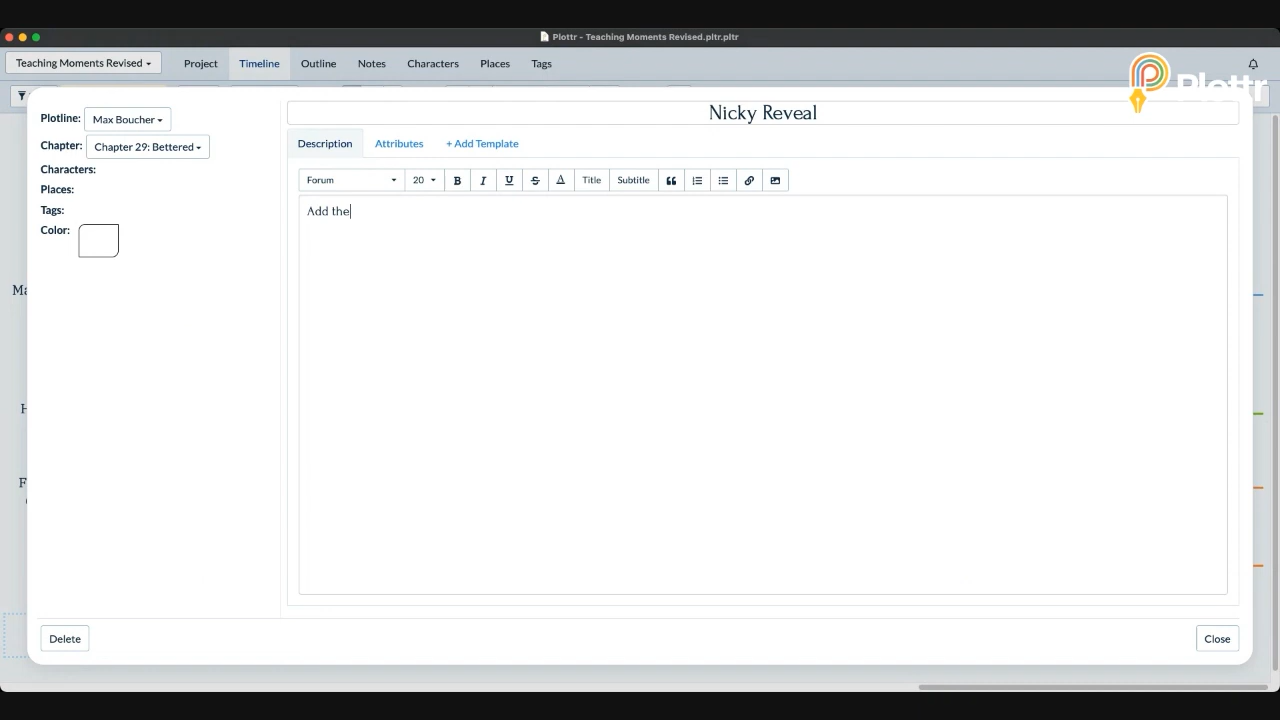 Plottr - Teaching Moments Revised.pltr.pltr
Teaching Moments Revised
Project
Timeline
Outline
Notes
Characters
Places
Tags
Plottr
Plotline:
Max Boucher
Chapter:
Chapter 29: Bettered
Characters:
Places:
Tags:
Color:
Nicky Reveal
Description
Attributes
+ Add Template
Forum
20
B
I
U
S
A
Title
Subtitle
Add the
Delete
Close